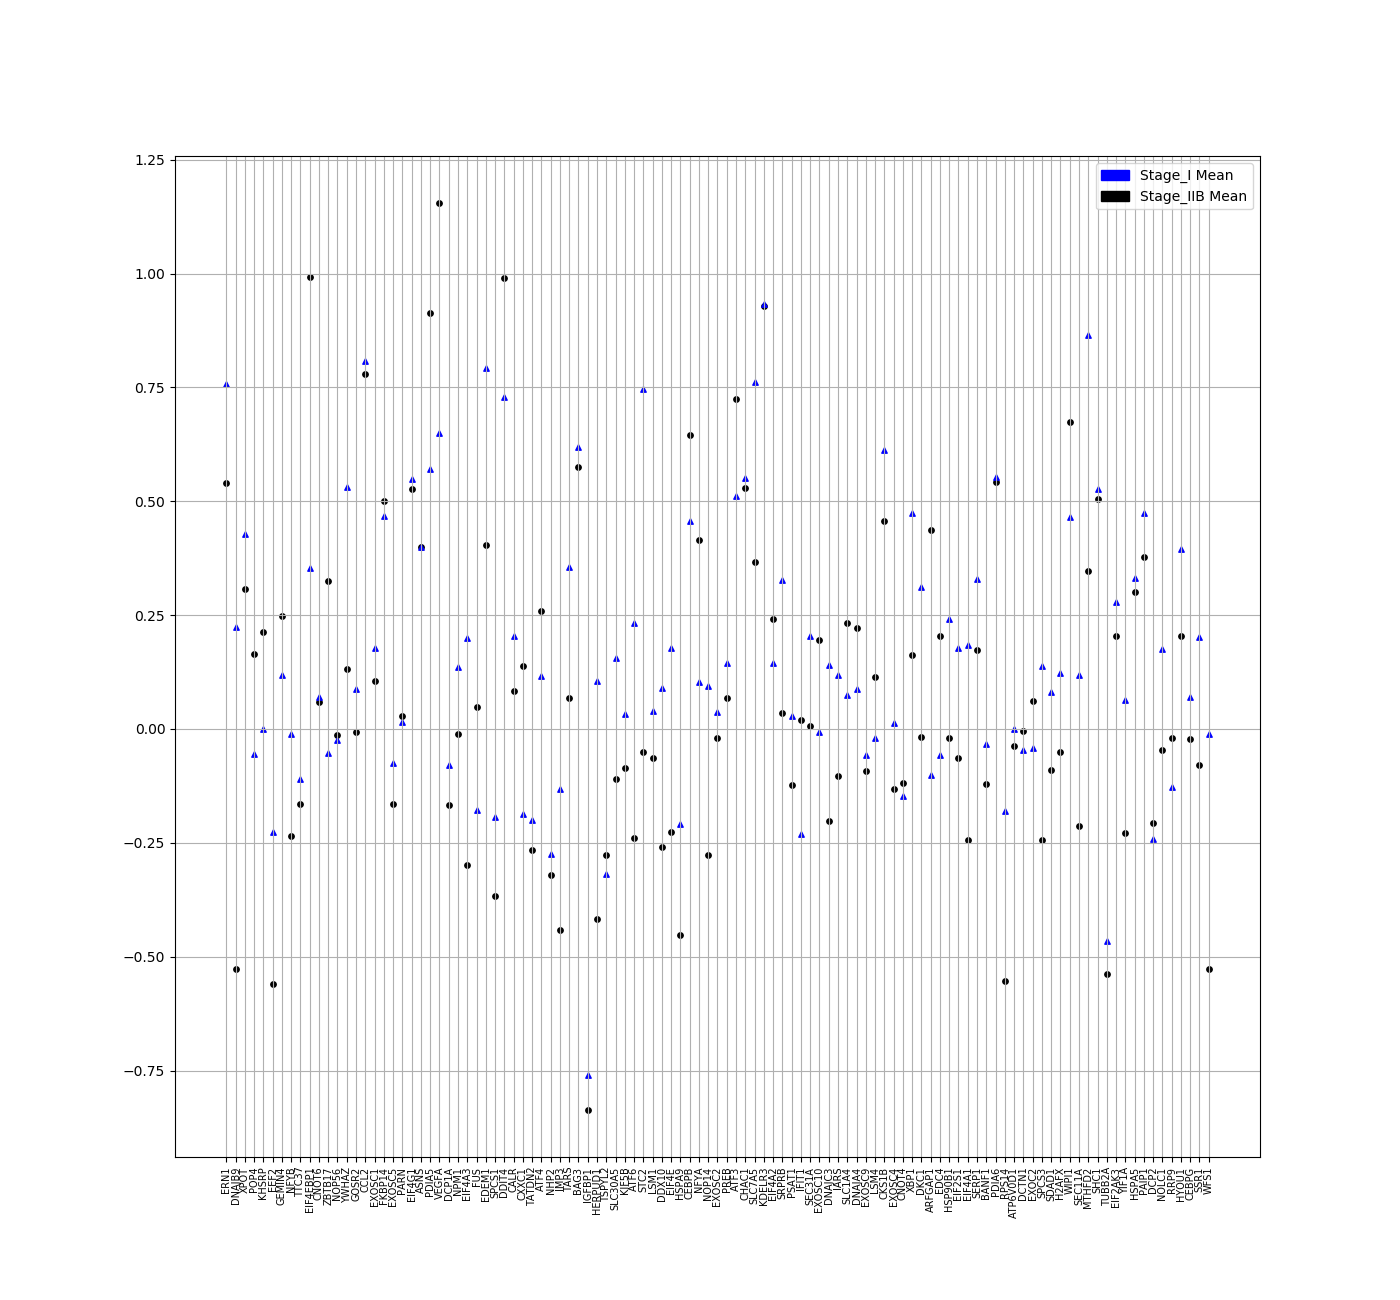 1.25
1.00
0.75
0.50
0.25
0.00
−0.25
−0.50
−0.75
Stage_I Mean
Stage_IIB Mean
ERN1
DNAJB9
XPOT
POP4
KHSRP
EEF2
GEMIN4
NFYB
TTC37
EIF4EBP1
CNOT6
ZBTB17
NOP56
YWHAZ
GOSR2
CCL2
EXOSC1
FKBP14
EXOSC5
PARN
EIF4G1
ASNS
PDIA5
VEGFA
DCP1A
NPM1
EIF4A3
FUS
EDEM1
TSPYL2
DDIT4
CALR
CXXC1
TATDN2
ATF4
NHP2
IMP3
TARS
BAG3
IGFBP1
HERPUD1
SLC30A5
KIF5B
ATF6
STC2
LSM1
DDX10
EIF4E
HSPA9
CEBPB
NFYA
NOP14
EXOSC2
PREB
ATF3
CHAC1
SLC7A5
KDELR3
EIF4A2
SRPRB
PSAT1
IFIT1
SEC31A
EXOSC10
DNAJC3
IARS
SLC1A4
DNAJA4
EXOSC9
LSM4
CKS1B
EXOSC4
CNOT4
XBP1
DKC1
ARFGAP1
EDC4
HSP90B1
EIF2S1
EIF4A1
SERP1
BANF1
PDIA6
RPS14
ATP6V0D1
DCTN1
EXOC2
SPCS3
SDAD1
H2AFX
WIPI1
SEC11A
MTHFD2
SHC1
TUBB2A
EIF2AK3
YIF1A
HSPA5
PAIP1
DCP2
NOLC1
RRP9
HYOU1
CEBPG
SSR1
WFS1